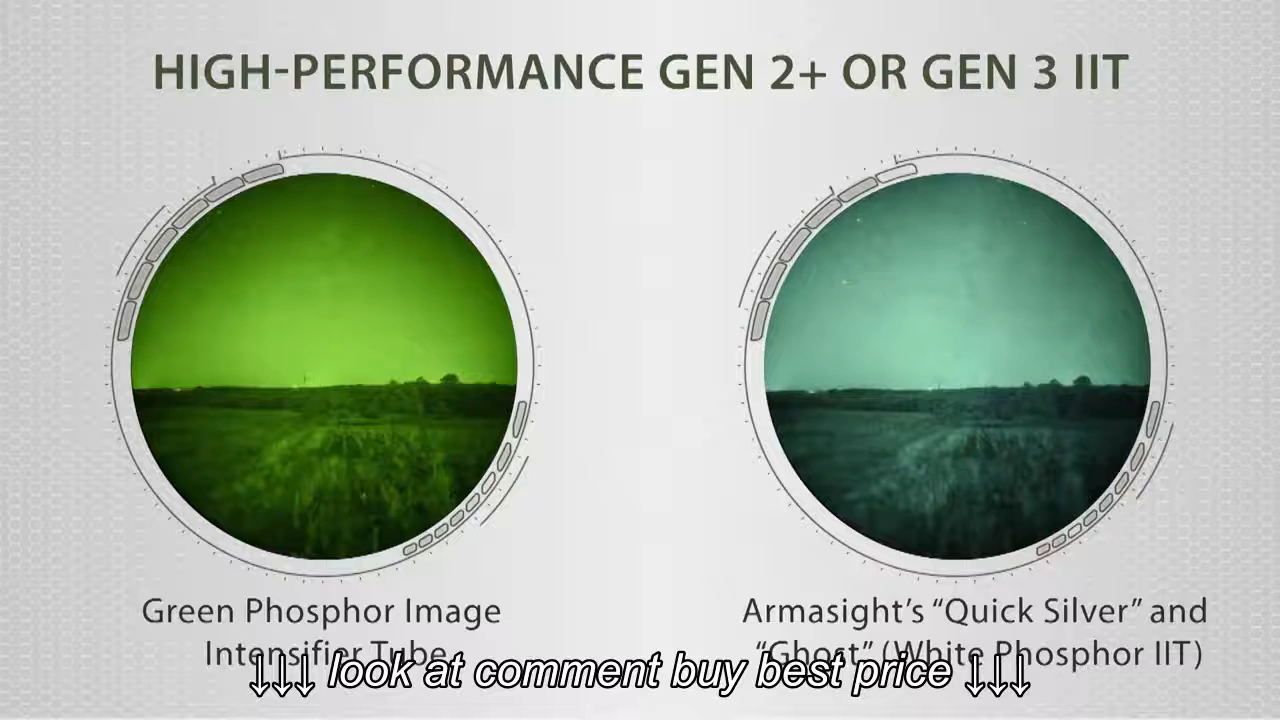 HIGH-PERFORMANCE GEN 2+ OR GEN 3 IIT
Green Phosphor Image
Intensifier Tube
Armasight’s “Quick Silver” and
“Ghost” (White Phosphor IIT)
↓↓↓ look at comment buy best price ↓↓↓